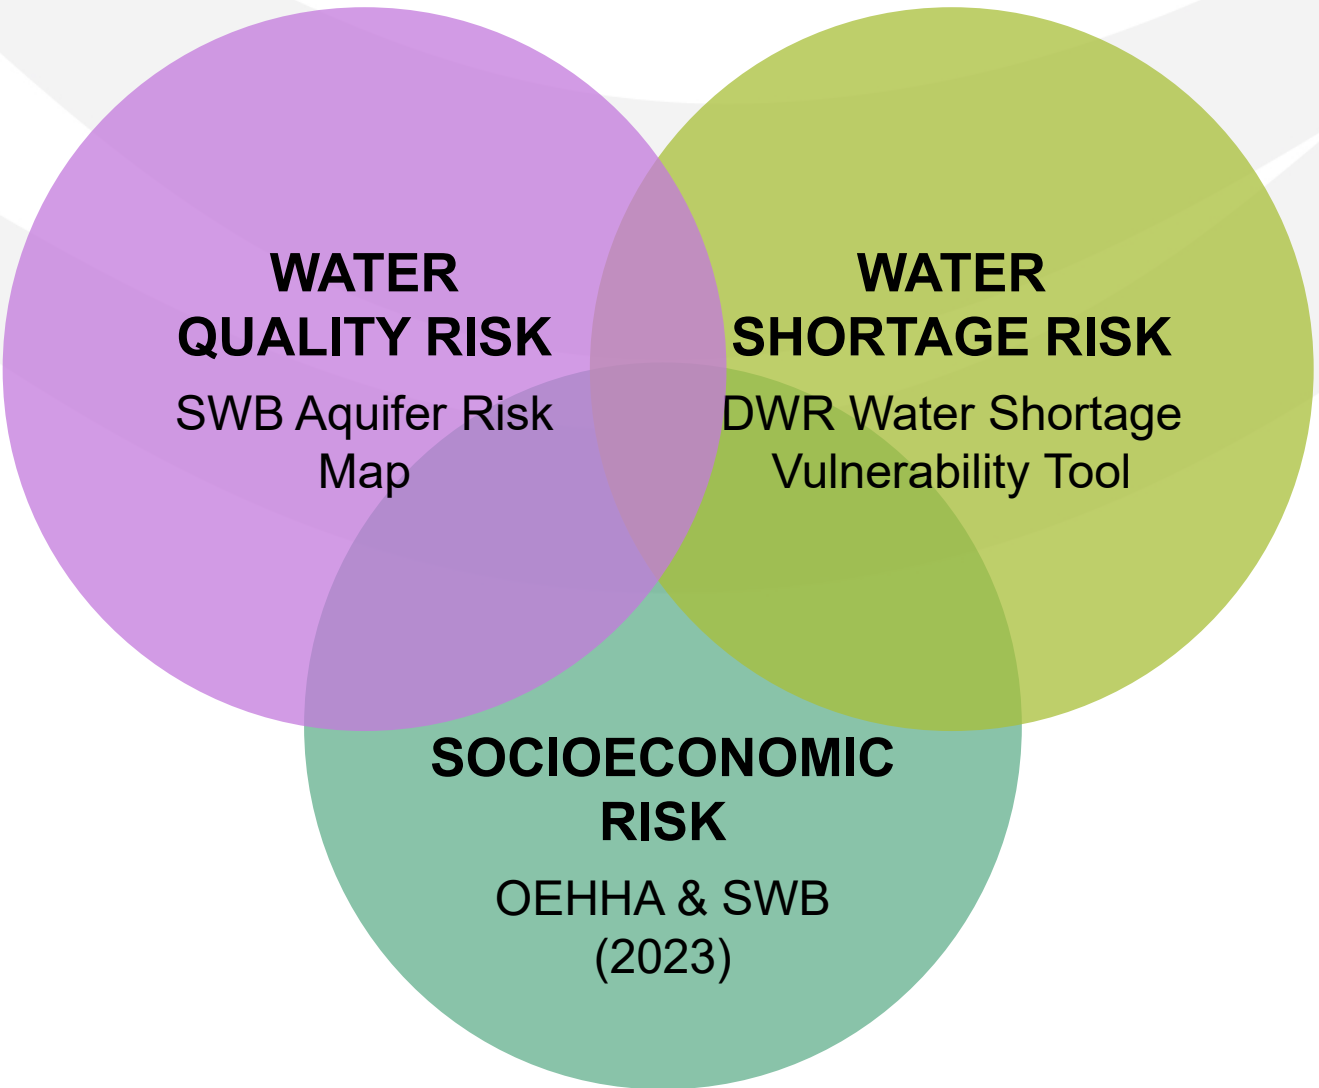 WATER
QUALITY RISK
SWB Aquifer Risk
Map
WATER
SHORTAGE RISK
DWR Water Shortage
Vulnerability Tool
SOCIOECONOMIC
RISK
OEHHA & SWB
(2023)